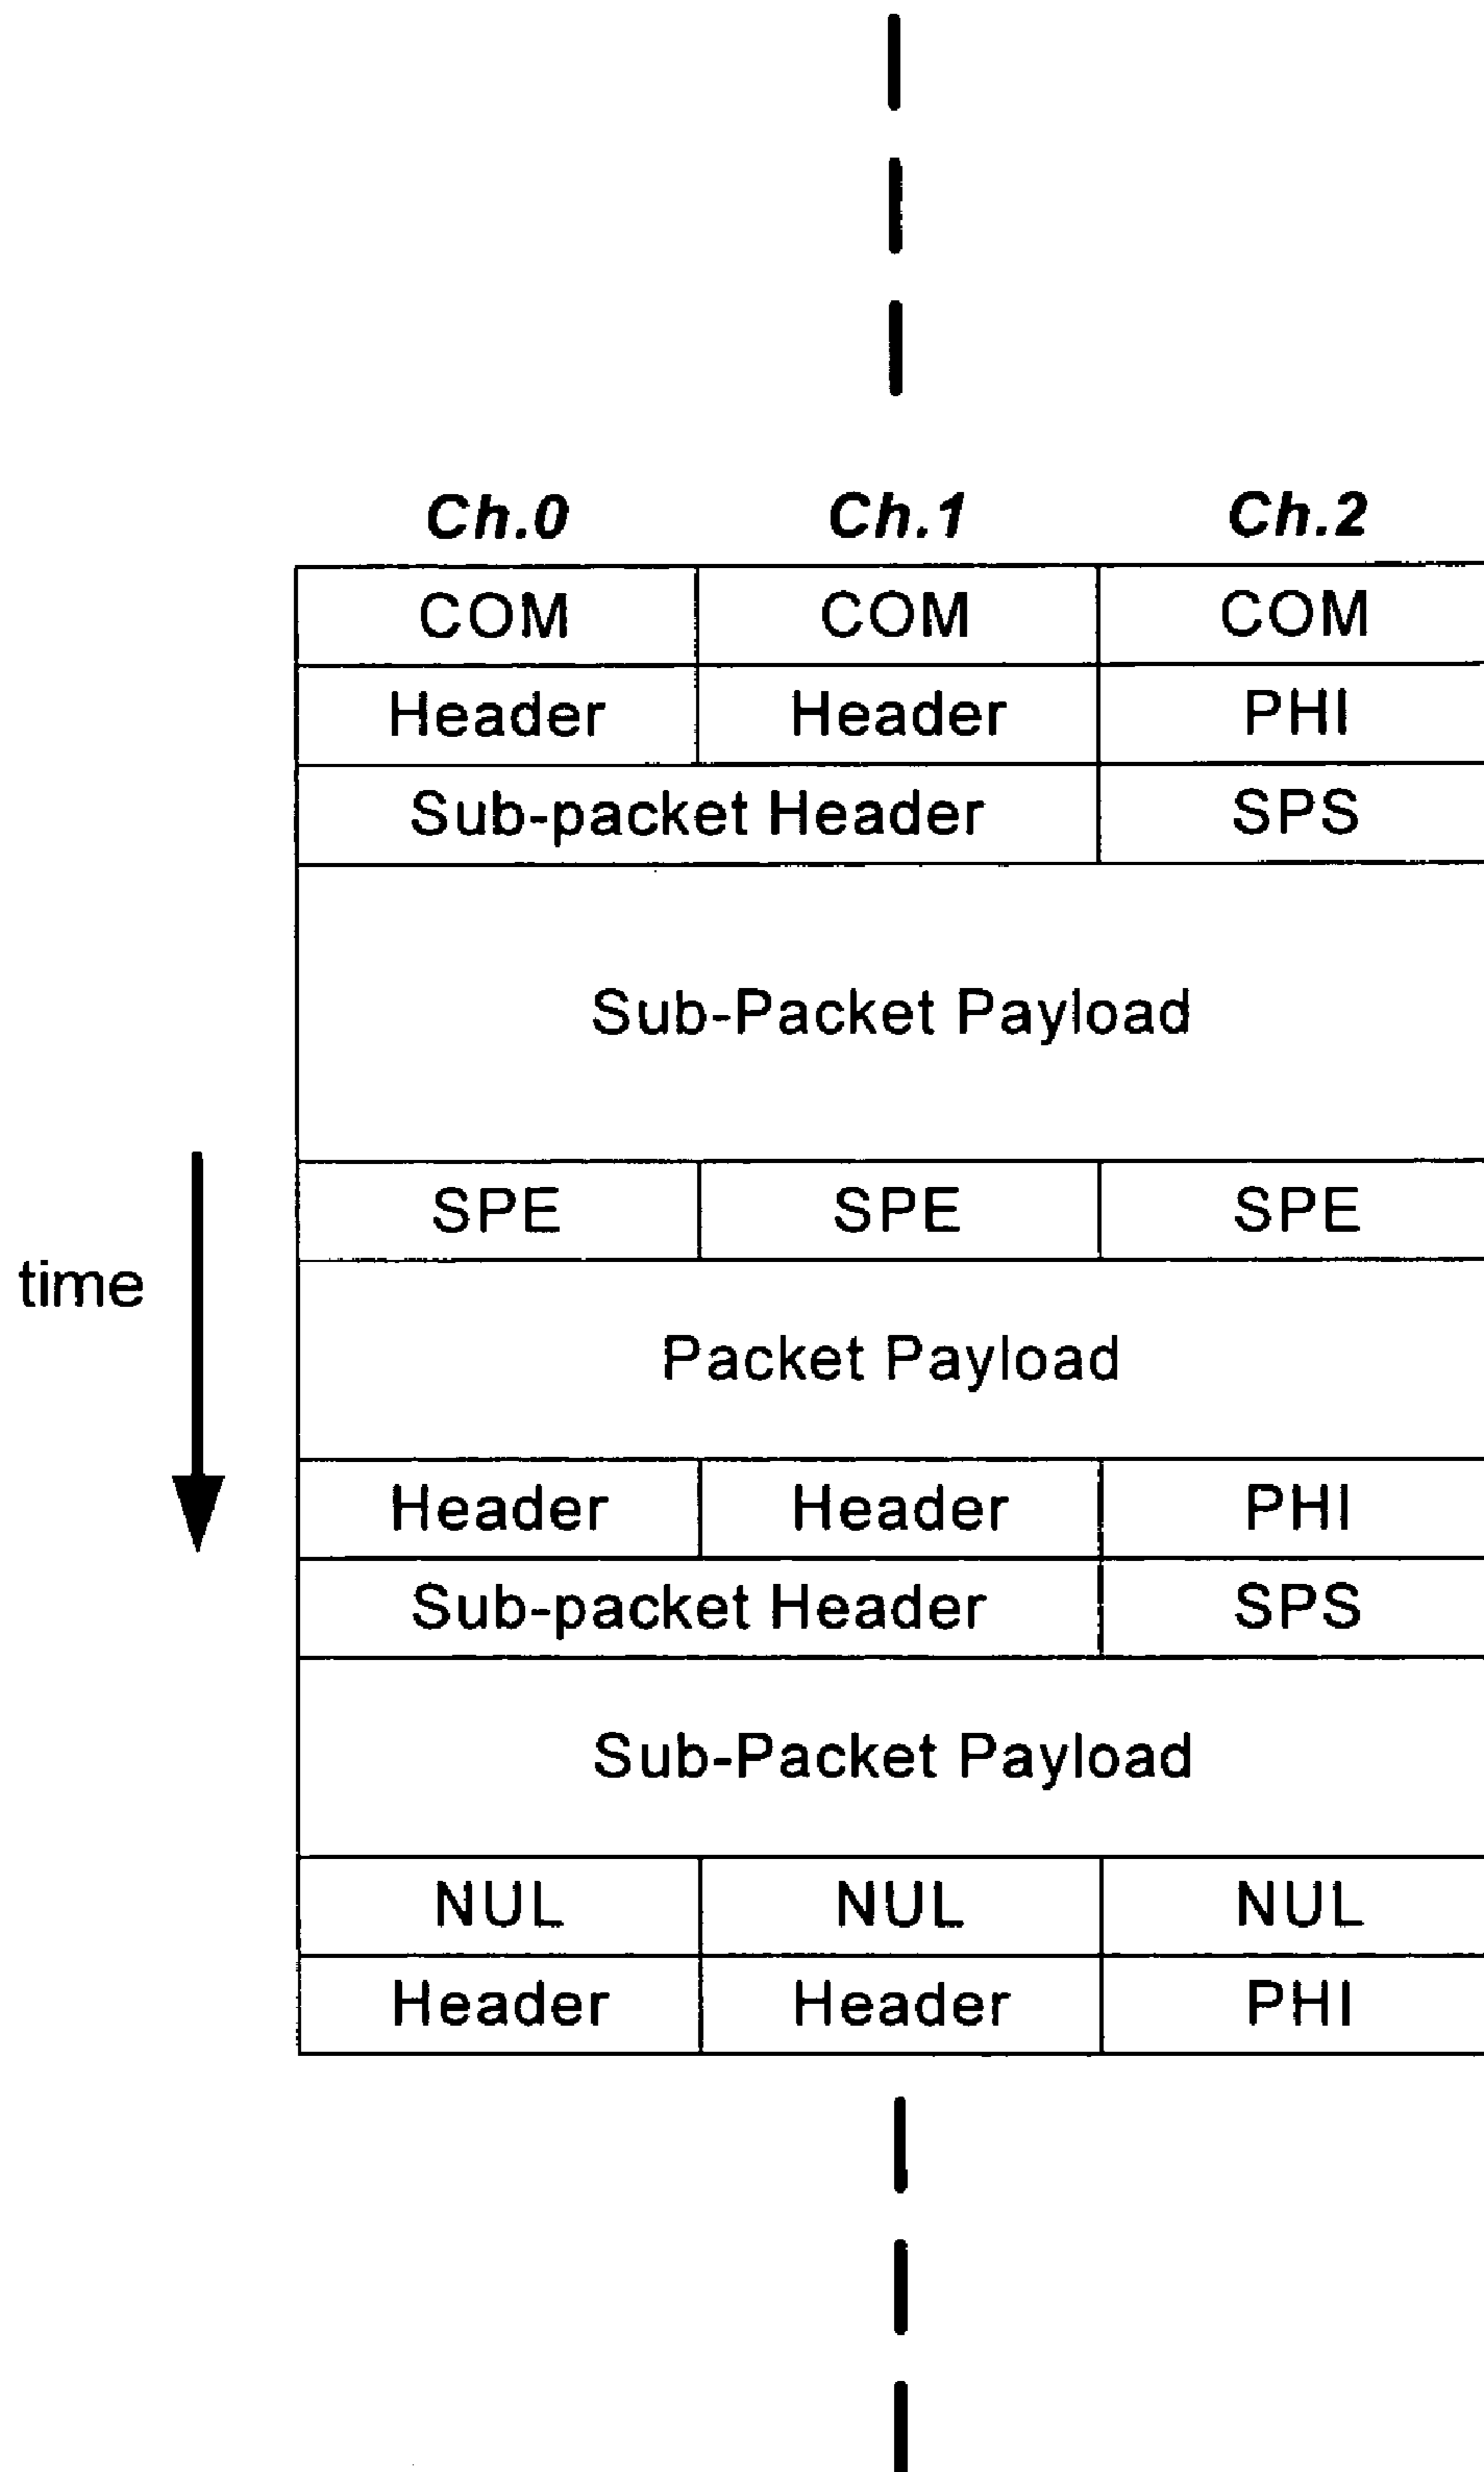 Ch.0 Ch.1 Ch.2
COM COM COM
Header Header PHI
Sub-packet Header SPS
Sub-Packet Payload
SPE SPE SPE
time
Packet Payload
Header Header PHI
Sub-packet Header SPS
Sub-Packet Payload
NUL NUL NUL
Header Header PHI